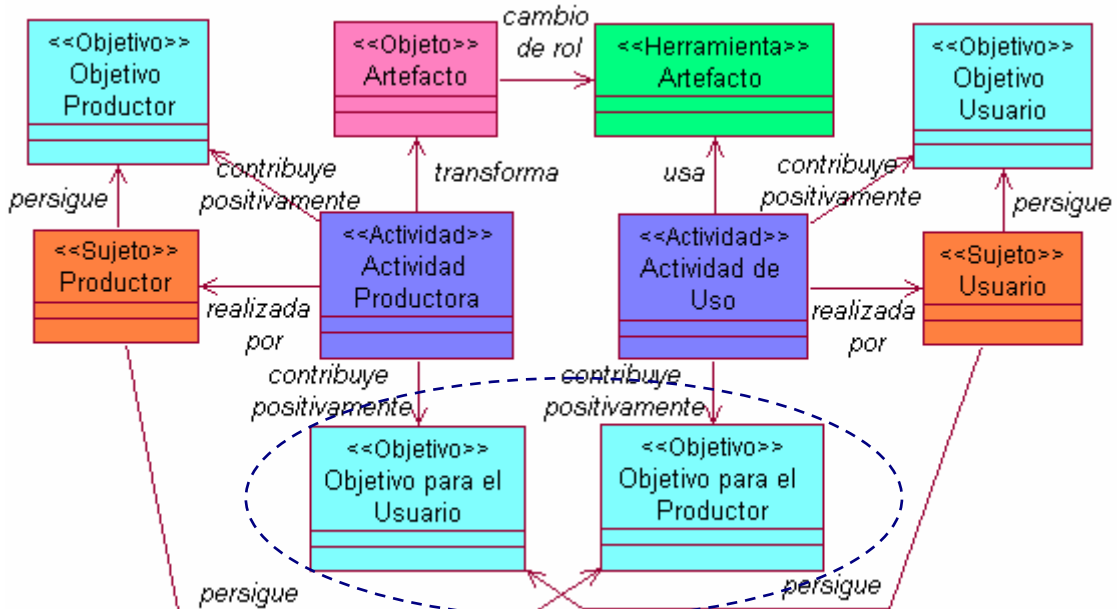 <<Objetivo>>
Objetivo
Productor
<<Objeto>>
Artefacto
cambio
de rol
<<Herramienta>>
Artefacto
<<Objetivo>>
Objetivo
Usuario
persigue
contribuye
positivamente
transforma
usa
contribuye
positivamente
persigue
<<Sujeto>>
Productor
realizada
por
<<Actividad>>
Actividad
Productora
<<Actividad>>
Actividad de
Uso
realizada
por
<<Sujeto>>
Usuario
contribuye
positivamente
contribuye
positivamente
<<Objetivo>>
Objetivo para el
Usuario
<<Objetivo>>
Objetivo para el
Productor
persigue
persigue